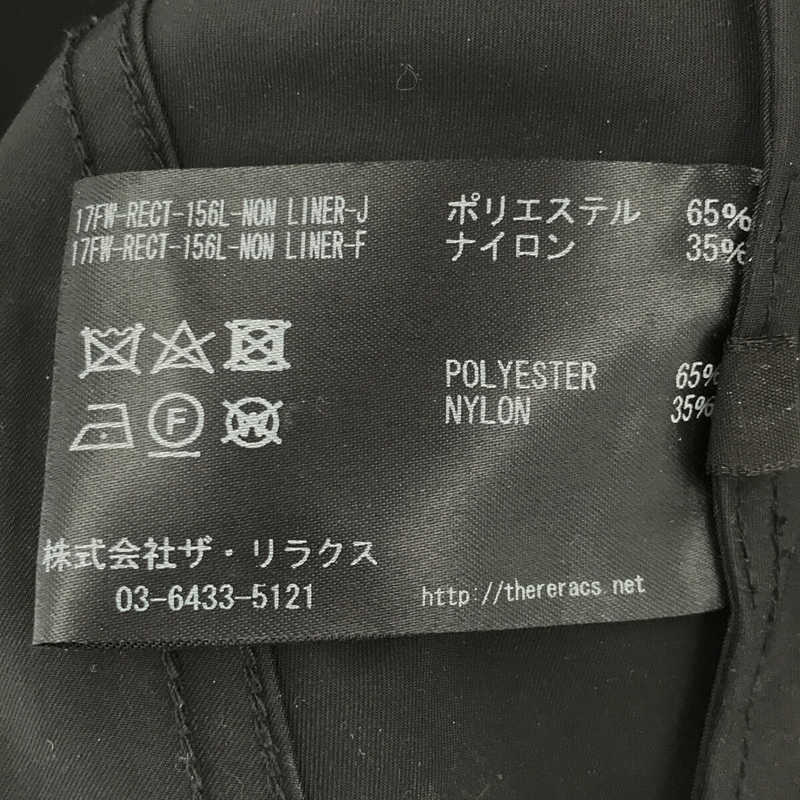 17FW-RECT-156L-NON LINER-J
17FW-RECT-156L-NON LINER-F
ポリエステル 65%
ナイロン 35%
POLYESTER 65%
NYLON 35%
F
W
株式会社ザ・リラクス
03-6433-5121
http://thereracs.net